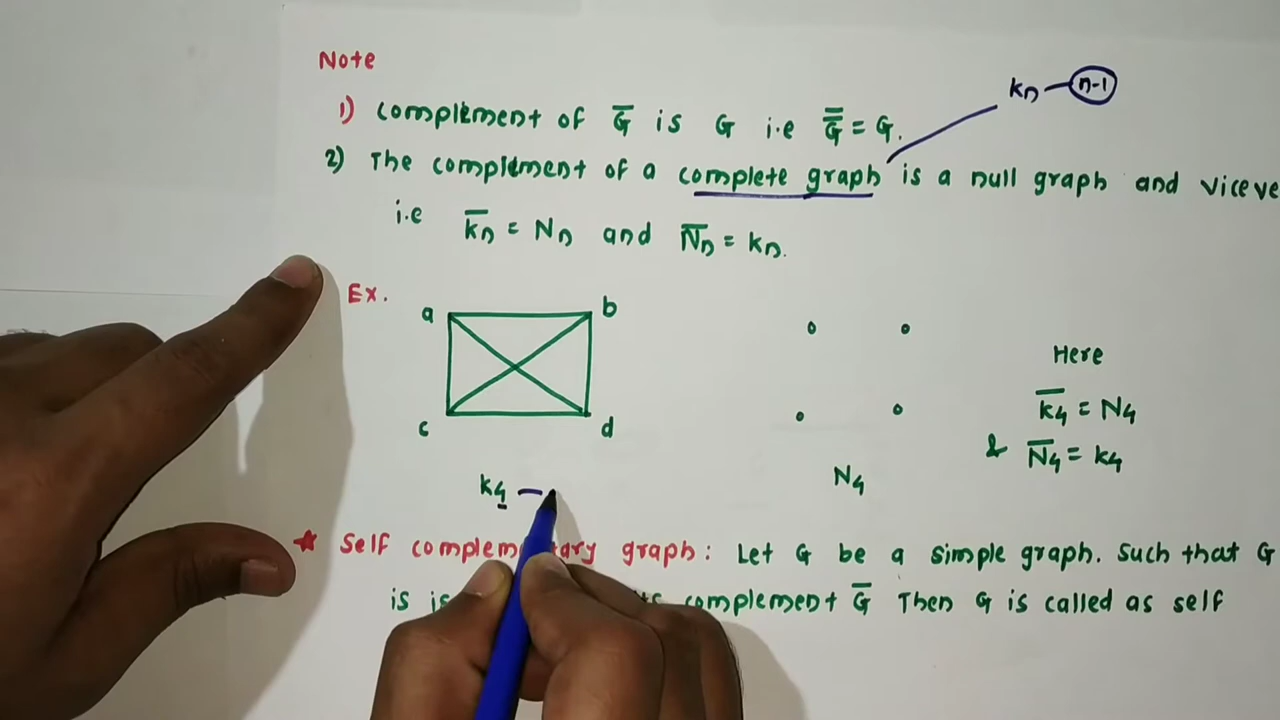 Note
kn — n-1
1) complement of G̅ is G i.e G̿ = G.
2) The complement of a complete graph is a null graph and viceve
i.e k̅n = Nn and N̅n = kn.
Ex.
a b
c d
k4 —
N4
Here
k̅4 = N4
& N̅4 = k4
* Self complementary graph: Let G be a simple graph. Such that G
is complement G̅ Then G is called as self